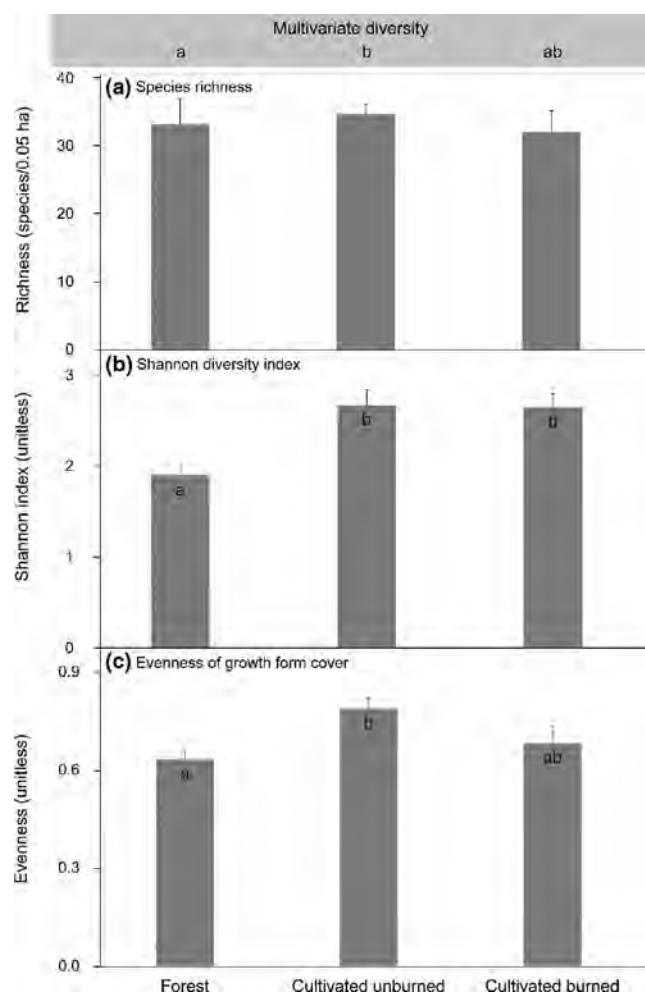 Multivariate diversity
a b ab
(a) Species richness
Richness (species/0.05 ha)
40
30
20
10
0
(b) Shannon diversity index
Shannon index (unitless)
3
2
1
0
a b b
(c) Evenness of growth form cover
Evenness (unitless)
0.9
0.6
0.3
0.0
a b ab
Forest Cultivated unburned Cultivated burned